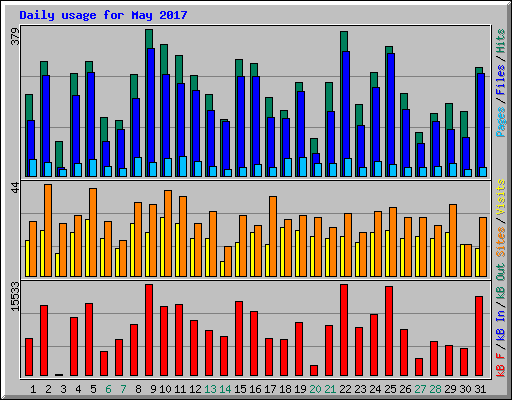 Daily usage for May 2017
379
Pages / Files / Hits
44
Sites / Visits
15533
kB F / kB In / kB Out
1 2 3 4 5 6 7 8 9 10 11 12 13 14 15 16 17 18 19 20 21 22 23 24 25 26 27 28 29 30 31